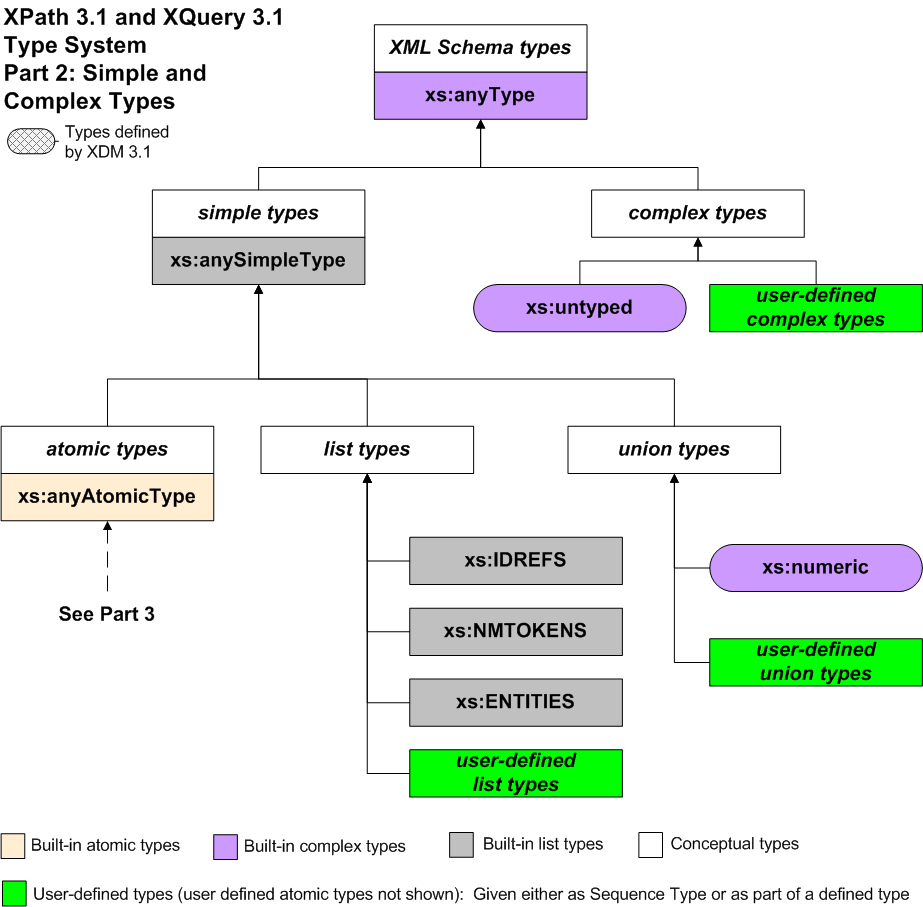 XPath 3.1 and XQuery 3.1
Type System
Part 2: Simple and
Complex Types
Types defined
by XDM 3.1
XML Schema types
xs:anyType
simple types
xs:anySimpleType
complex types
xs:untyped
user-defined
complex types
atomic types
xs:anyAtomicType
See Part 3
list types
xs:IDREFS
xs:NMTOKENS
xs:ENTITIES
user-defined
list types
union types
xs:numeric
user-defined
union types
Built-in atomic types
Built-in complex types
Built-in list types
Conceptual types
User-defined types (user defined atomic types not shown): Given either as Sequence Type or as part of a defined type